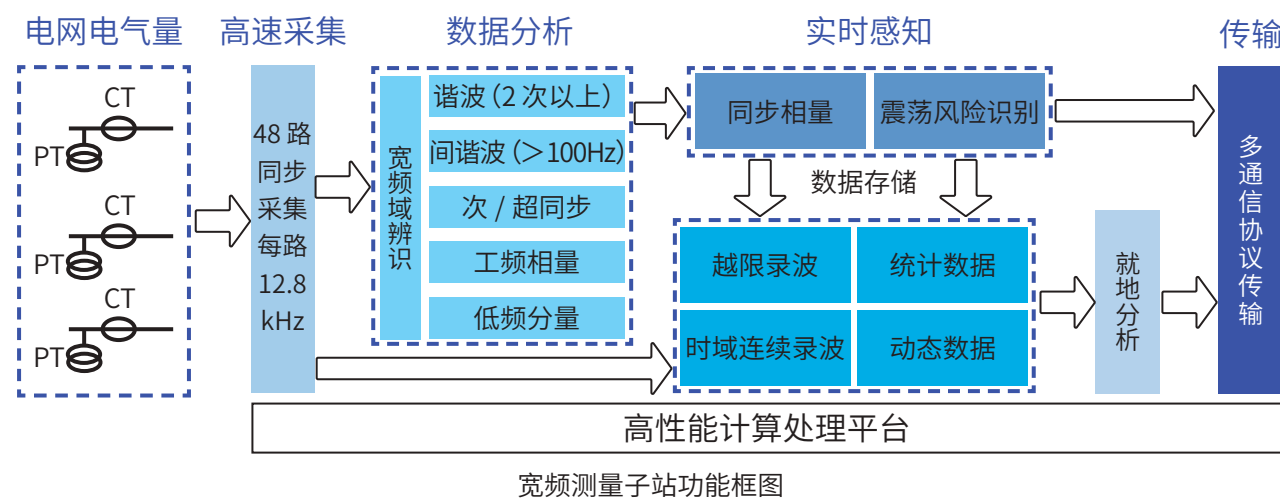 电网电气量
高速采集
数据分析
实时感知
传输
CT
PT
CT
PT
CT
PT
48 路
同步
采集
每路
12.8
kHz
宽频域辨识
谐波（2 次以上）
间谐波（＞100Hz）
次 / 超同步
工频相量
低频分量
同步相量
震荡风险识别
数据存储
越限录波
统计数据
时域连续录波
动态数据
就地分析
多通信协议传输
高性能计算处理平台
宽频测量子站功能框图